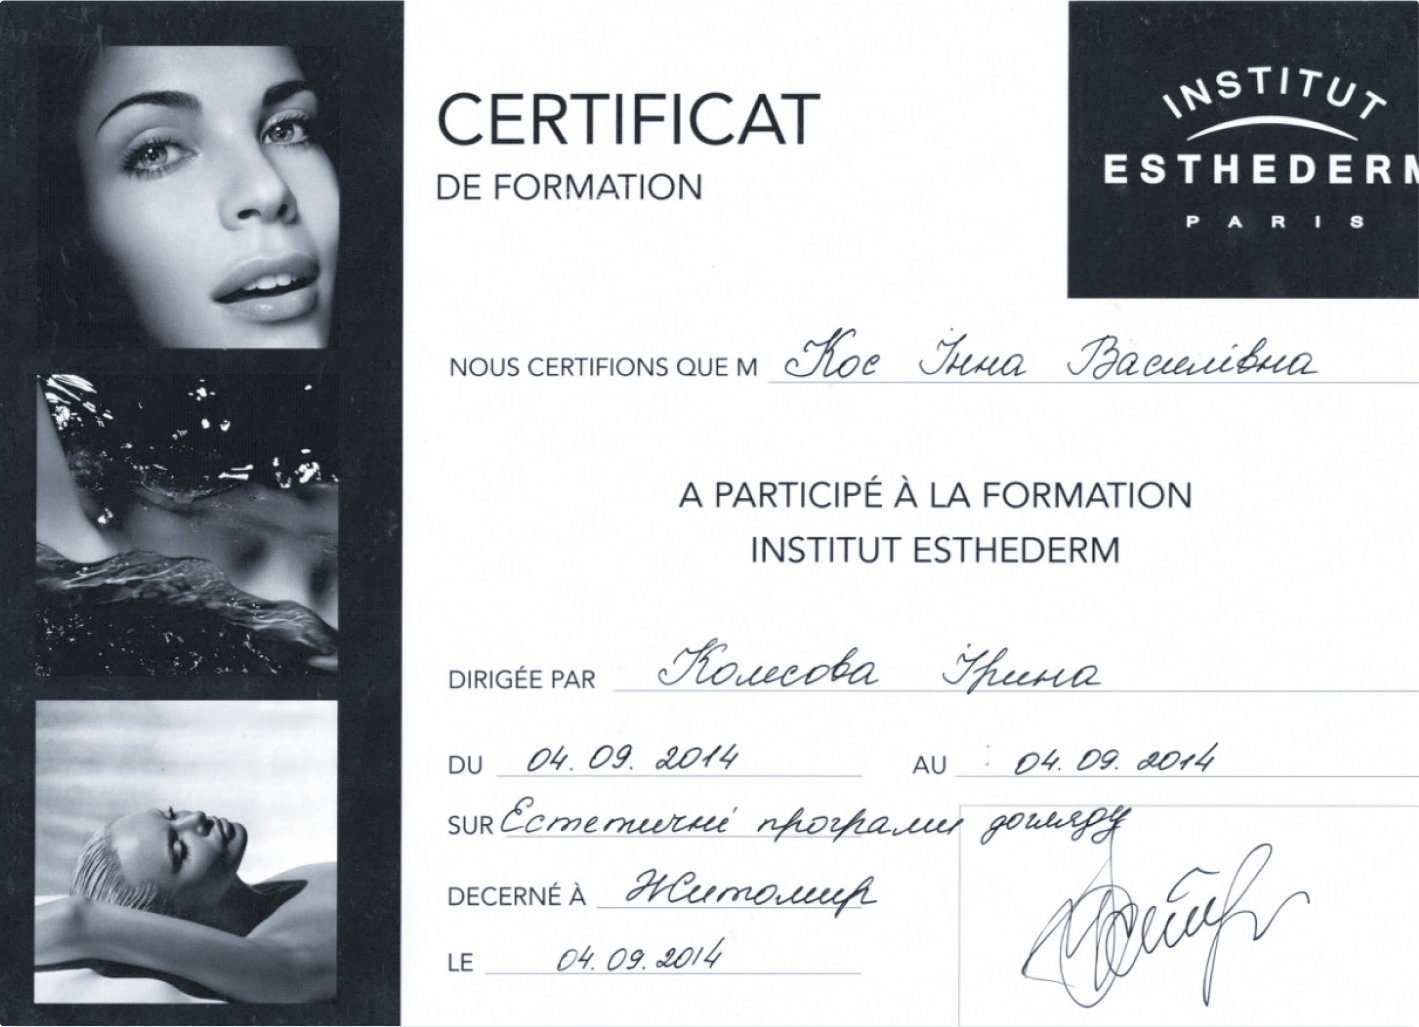 CERTIFICAT
DE FORMATION
INSTITUT
ESTHEDERM
PARIS
NOUS CERTIFIONS QUE M Кос Інна Василівна
A PARTICIPÉ À LA FORMATION
INSTITUT ESTHEDERM
DIRIGÉE PAR Колесова Ірина
DU 04. 09. 2014 AU 04. 09. 2014
SUR Естетичні програми догляду
DECERNÉ À Житомир
LE 04. 09. 2014